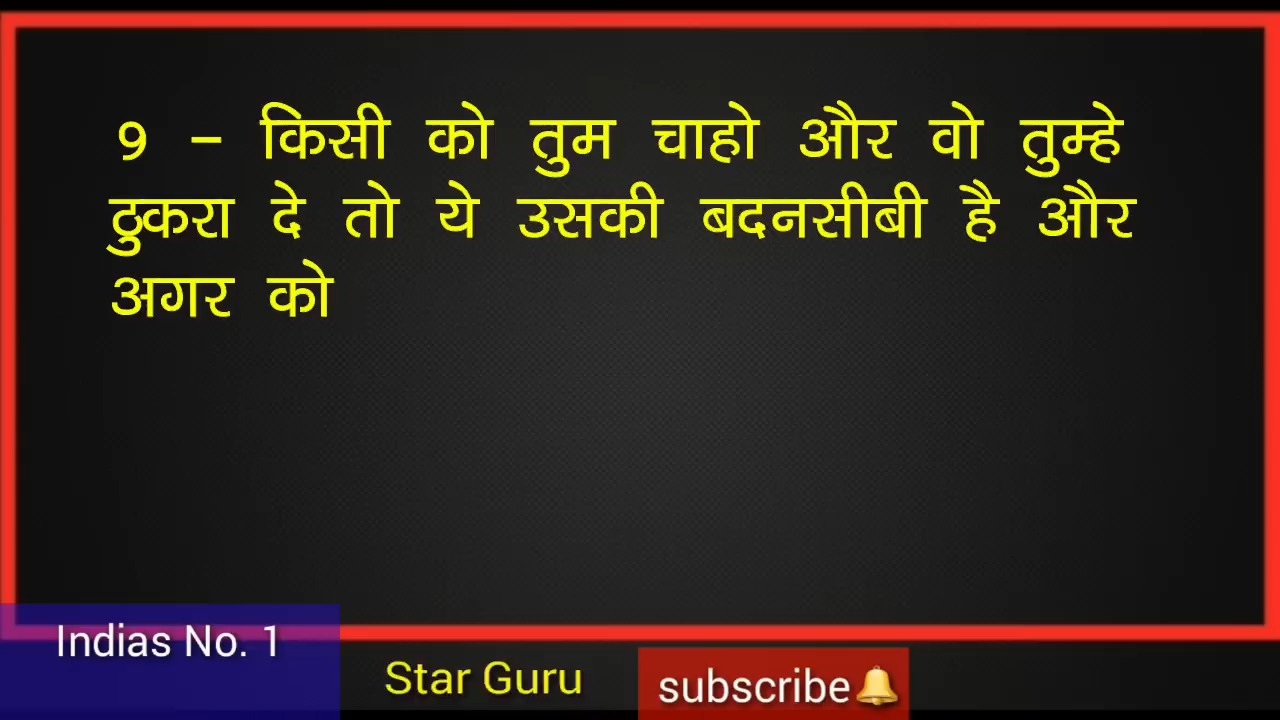 9 – किसी को तुम चाहो और वो तुम्हे
ठुकरा दे तो ये उसकी बदनसीबी है और
अगर को
Indias No. 1
Star Guru
subscribe🔔